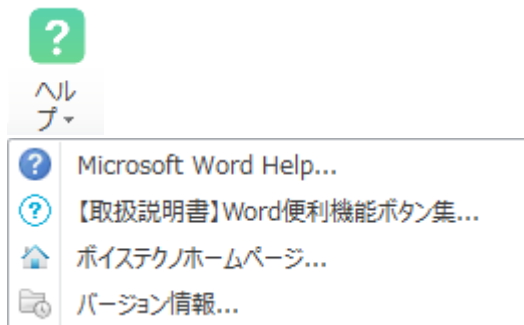 ヘル
プ
Microsoft Word Help...
【取扱説明書】Word便利機能ボタン集...
ボイステクノホームページ...
バージョン情報...